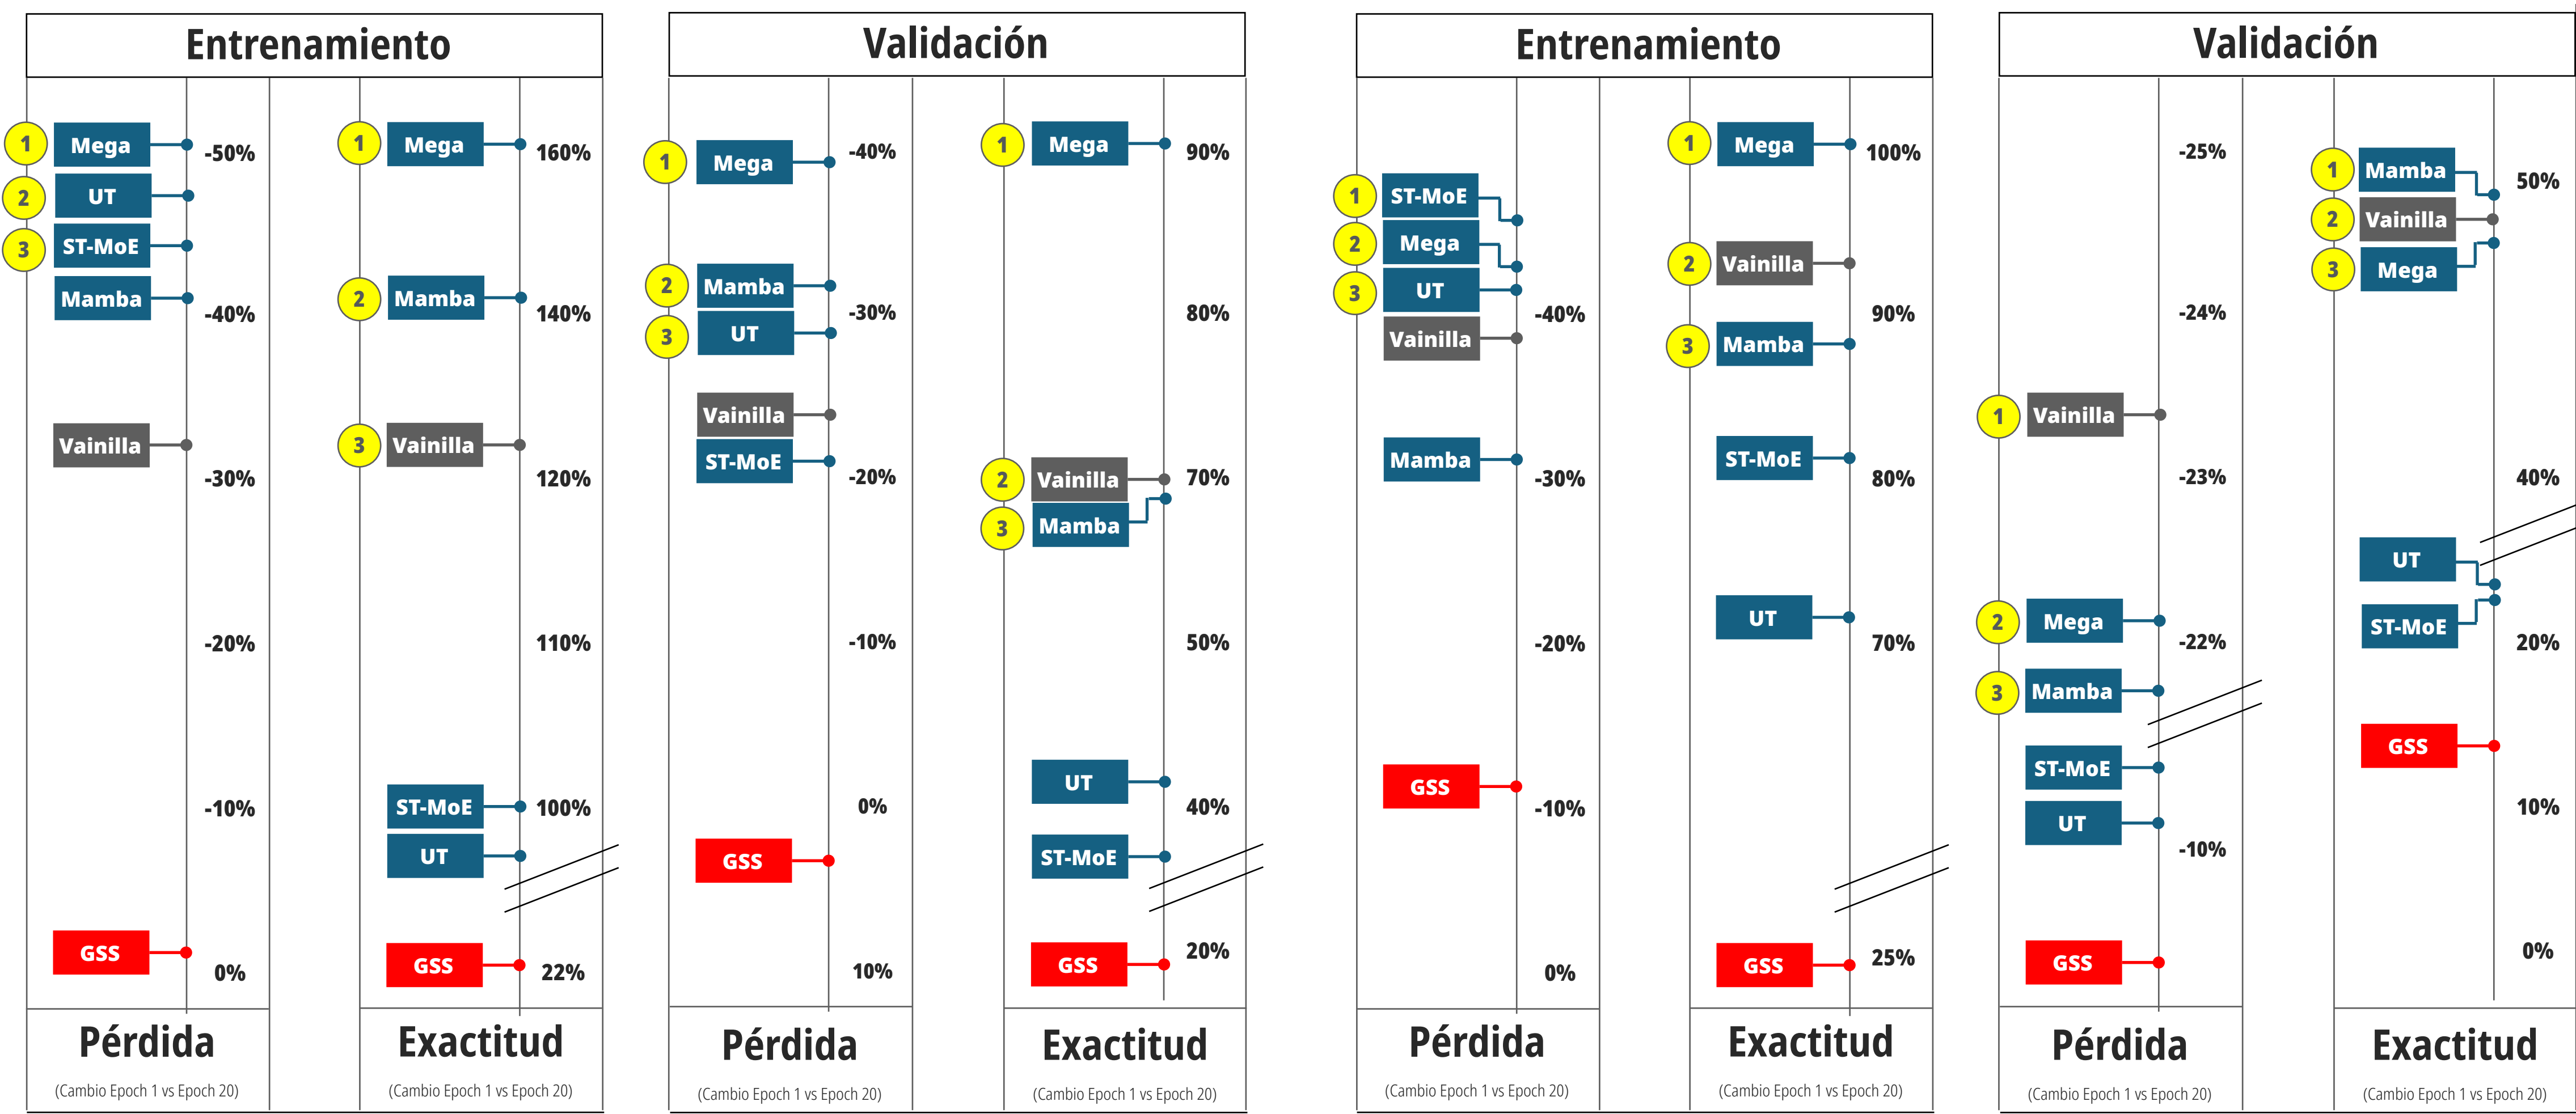 Entrenamiento
1 Mega -50%
2 UT
3 ST-MoE
Mamba -40%
Vainilla
-30%
-20%
-10%
GSS
0%
Pérdida
(Cambio Epoch 1 vs Epoch 20)
1 Mega 160%
2 Mamba 140%
3 Vainilla
120%
110%
ST-MoE 100%
UT
GSS 22%
Exactitud
(Cambio Epoch 1 vs Epoch 20)
Validación
-40%
1 Mega
2 Mamba
-30%
3 UT
Vainilla
ST-MoE
-20%
-10%
0%
GSS
10%
Pérdida
(Cambio Epoch 1 vs Epoch 20)
1 Mega 90%
80%
2 Vainilla 70%
3 Mamba
50%
UT
40%
ST-MoE
20%
GSS
Exactitud
(Cambio Epoch 1 vs Epoch 20)
Entrenamiento
1 ST-MoE
2 Mega
3 UT
-40%
Vainilla
Mamba
-30%
-20%
GSS
-10%
0%
Pérdida
(Cambio Epoch 1 vs Epoch 20)
1 Mega 100%
2 Vainilla
90%
3 Mamba
ST-MoE
80%
UT
70%
25%
GSS
Exactitud
(Cambio Epoch 1 vs Epoch 20)
Validación
-25%
-24%
1 Vainilla
-23%
2 Mega
-22%
3 Mamba
ST-MoE
UT
-10%
GSS
Pérdida
(Cambio Epoch 1 vs Epoch 20)
1 Mamba
50%
2 Vainilla
3 Mega
40%
UT
ST-MoE
20%
GSS
10%
0%
Exactitud
(Cambio Epoch 1 vs Epoch 20)